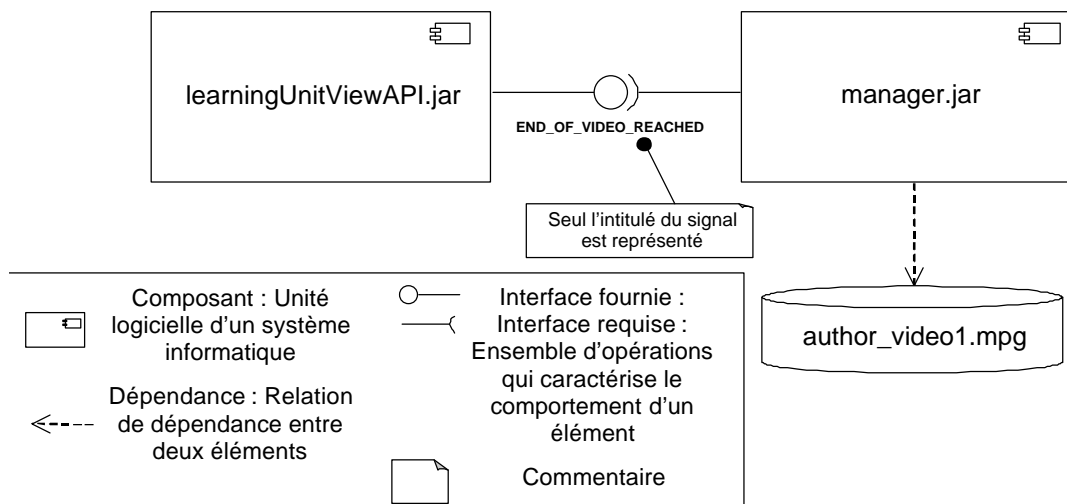 learningUnitViewAPI.jar
END_OF_VIDEO_REACHED
manager.jar
Seul l'intitulé du signal
est représenté
author_video1.mpg
Composant : Unité
logicielle d'un système
informatique
Dépendance : Relation
de dépendance entre
deux éléments
Interface fournie :
Interface requise :
Ensemble d'opérations
qui caractérise le
comportement d'un
élément
Commentaire